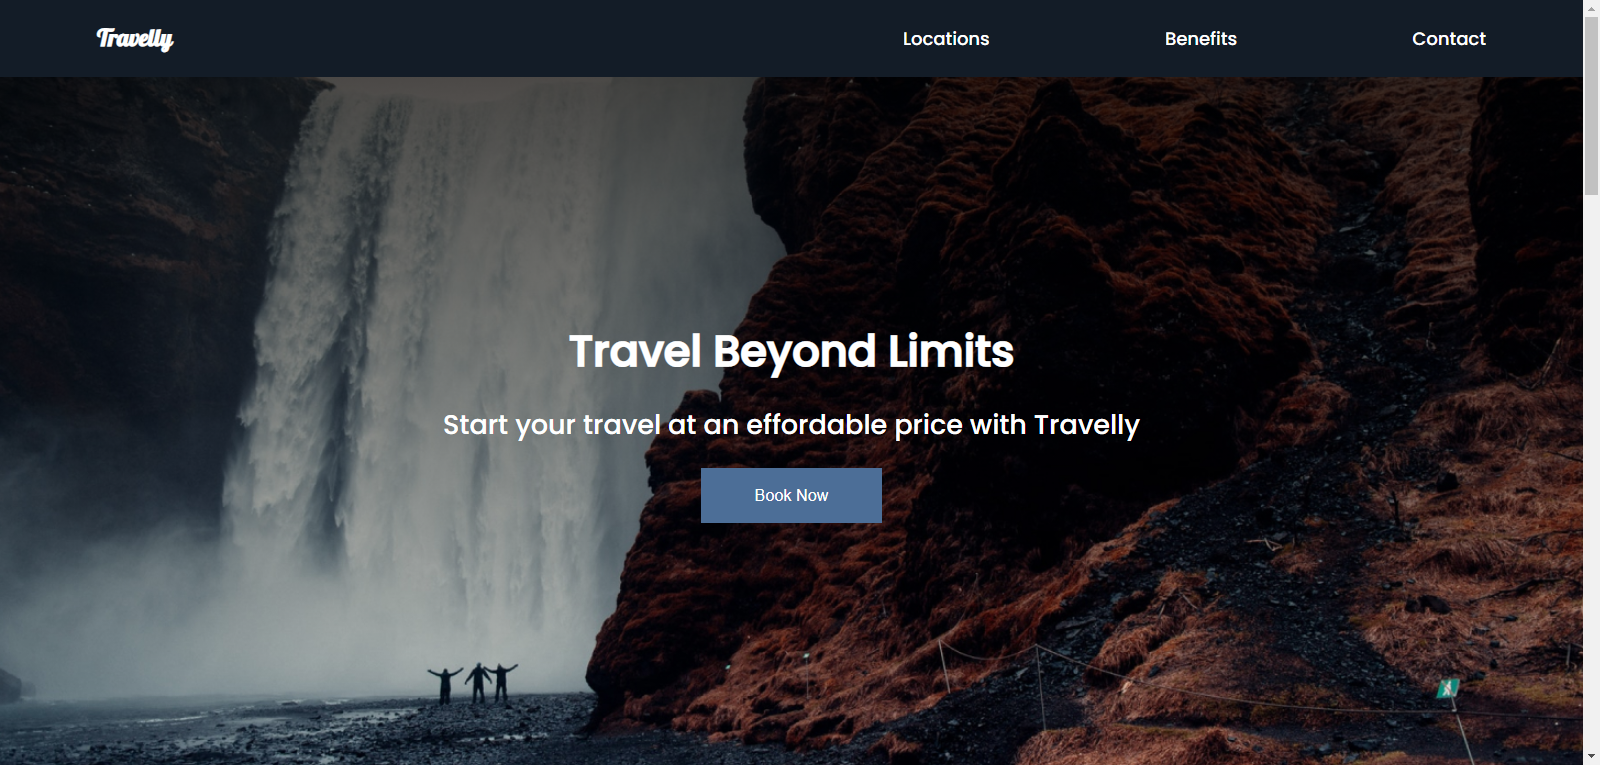 Travelly
Locations
Benefits
Contact
Travel Beyond Limits
Start your travel at an effordable price with Travelly
Book Now